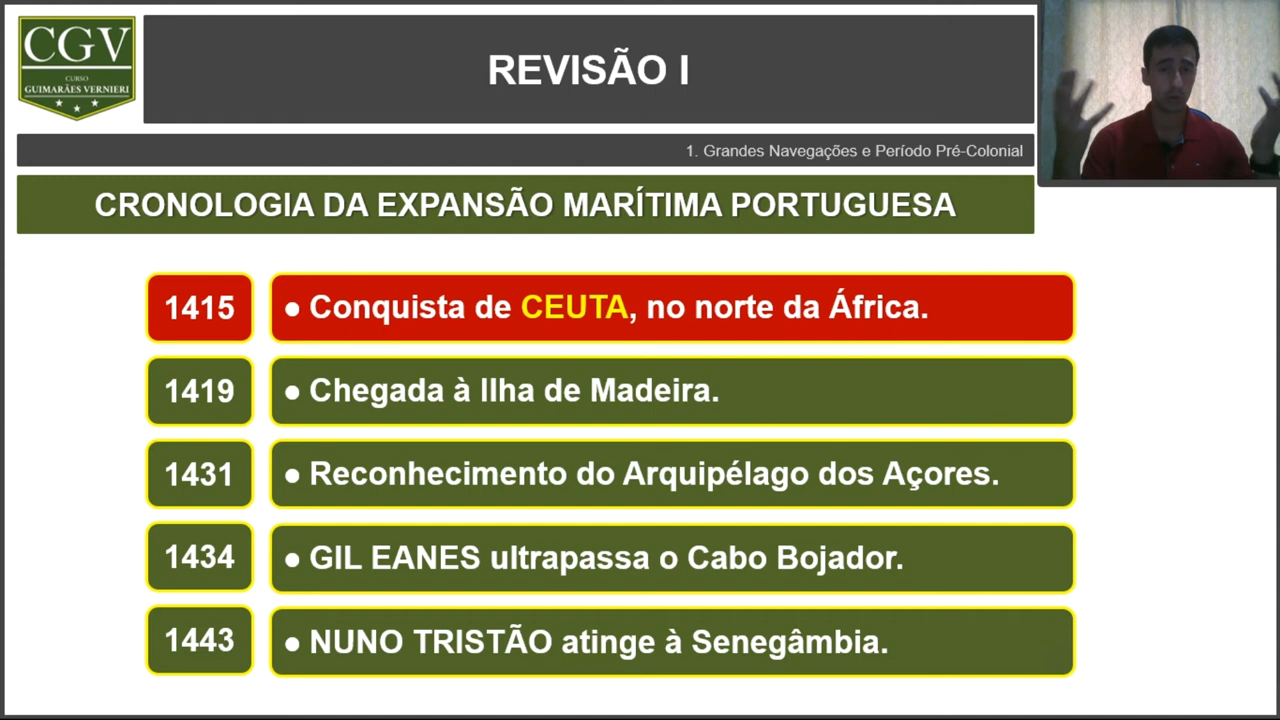 CGV
CURSO
GUIMARÃES VERNIERI
REVISÃO I
1. Grandes Navegações e Período Pré-Colonial
CRONOLOGIA DA EXPANSÃO MARÍTIMA PORTUGUESA
1415
● Conquista de CEUTA, no norte da África.
1419
● Chegada à Ilha de Madeira.
1431
● Reconhecimento do Arquipélago dos Açores.
1434
● GIL EANES ultrapassa o Cabo Bojador.
1443
● NUNO TRISTÃO atinge à Senegâmbia.